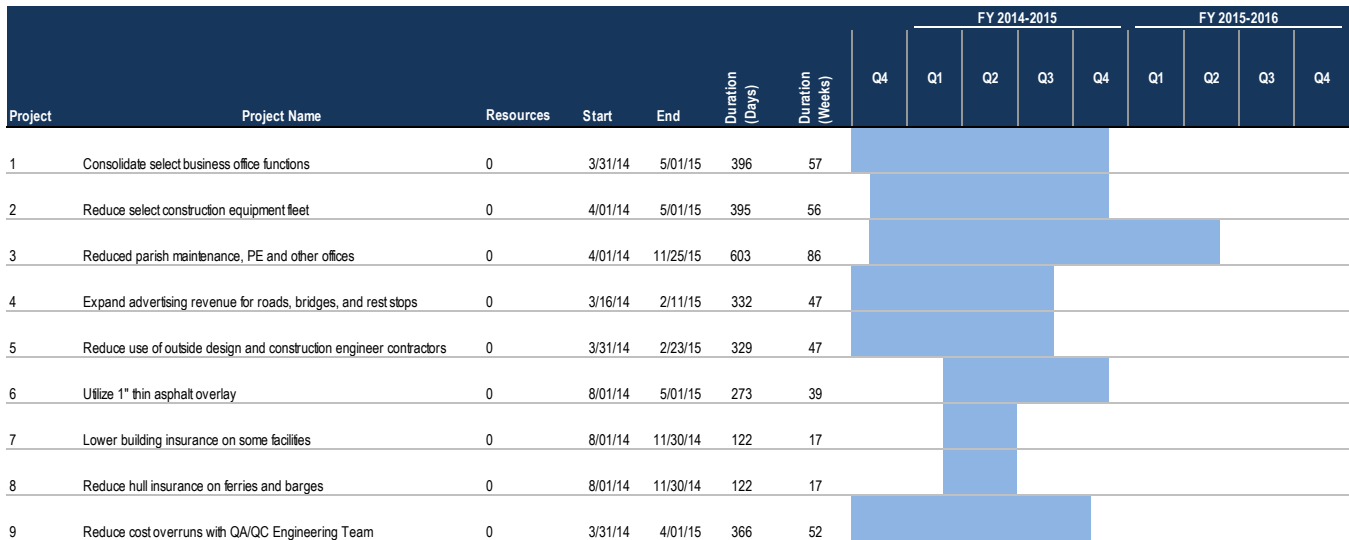 FY 2014-2015 FY 2015-2016
Q4 Q1 Q2 Q3 Q4 Q1 Q2 Q3 Q4
Project Project Name Resources Start End Duration (Days) Duration (Weeks)
1 Consolidate select business office functions 0 3/31/14 5/01/15 396 57
2 Reduce select construction equipment fleet 0 4/01/14 5/01/15 395 56
3 Reduced parish maintenance, PE and other offices 0 4/01/14 11/25/15 603 86
4 Expand advertising revenue for roads, bridges, and rest stops 0 3/16/14 2/11/15 332 47
5 Reduce use of outside design and construction engineer contractors 0 3/31/14 2/23/15 329 47
6 Utilize 1" thin asphalt overlay 0 8/01/14 5/01/15 273 39
7 Lower building insurance on some facilities 0 8/01/14 11/30/14 122 17
8 Reduce hull insurance on ferries and barges 0 8/01/14 11/30/14 122 17
9 Reduce cost overruns with QA/QC Engineering Team 0 3/31/14 4/01/15 366 52